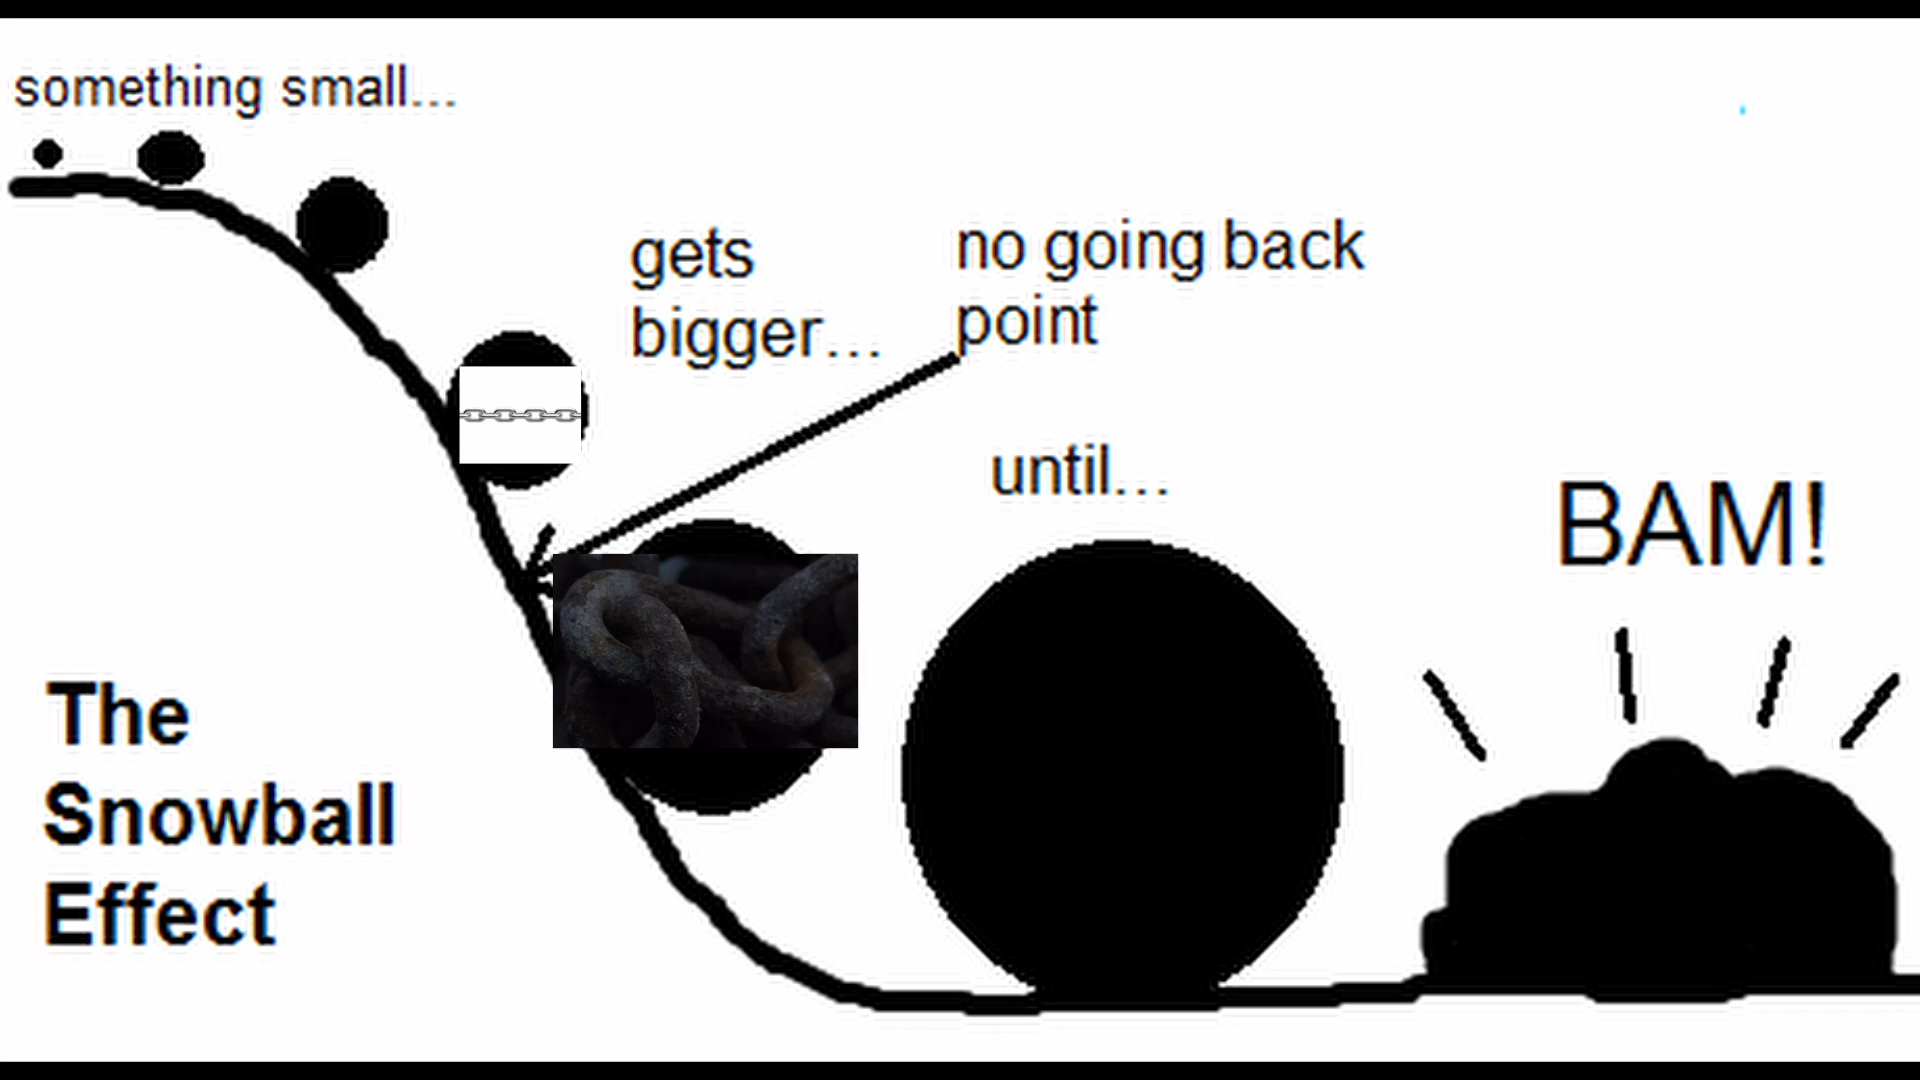 something small...
gets
bigger...
no going back
point
until...
BAM!
The
Snowball
Effect